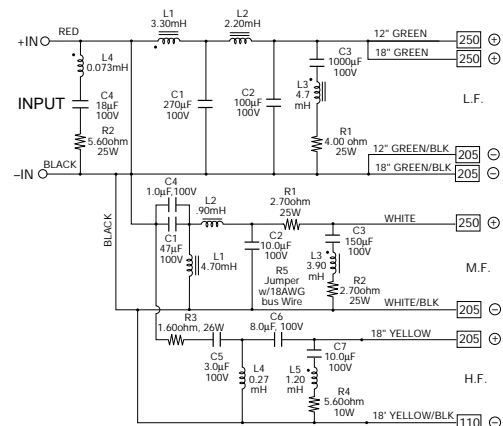 L1
3.30mH
L2
2.20mH
+IN
RED
12" GREEN
250 ⊕
18" GREEN
250 ⊕
L4
0.073mH
C3
1000µF
100V
INPUT
C4
18µF
100V
C1
270µF
100V
C2
100µF
100V
L3
4.7
mH
L.F.
R2
5.60ohm
25W
R1
4.00 ohm
25W
12" GREEN/BLK
205 ⊖
BLACK
–IN
18" GREEN/BLK
205 ⊖
BLACK
C4
1.0µF,100V
L2
.90mH
R1
2.70ohm
25W
WHITE
250 ⊕
C1
47µF
100V
C2
10.0µF
100V
C3
150µF
100V
L1
4.70mH
R5
Jumper
w/18AWG
bus Wire
L3
3.90
mH
M.F.
R2
2.70ohm
25W
WHITE/BLK
205 ⊖
R3
1.60ohm, 26W
C6
8.0µF, 100V
18" YELLOW
205 ⊕
C5
3.0µF
100V
C7
10.0µF
100V
L4
0.27
mH
L5
1.20
mH
H.F.
R4
5.60ohm
10W
18' YELLOW/BLK
110 ⊖